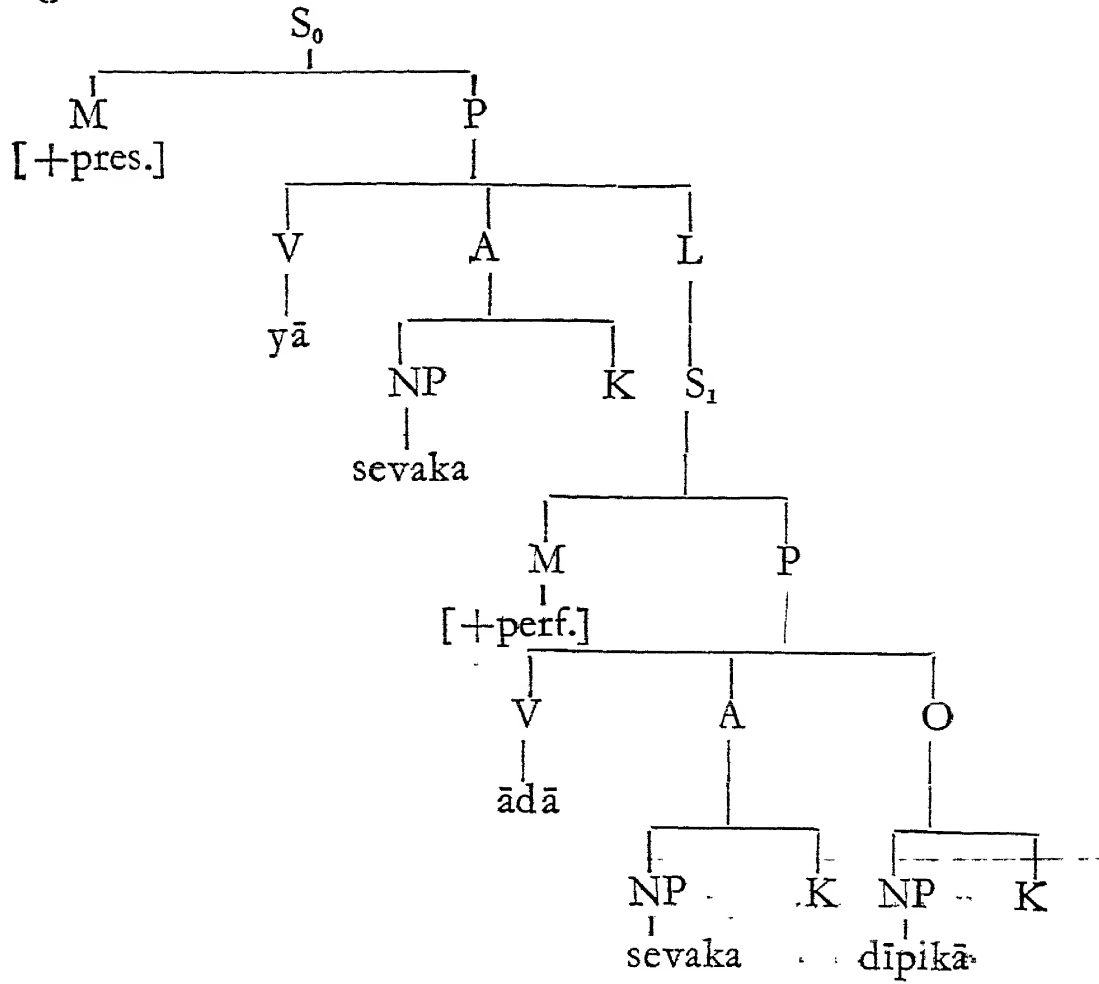 S₀
M P
[+pres.]
V A L
yā
NP K S₁
sevaka
M P
[+perf.]
V A O
ādā
NP K NP K
sevaka dīpikā